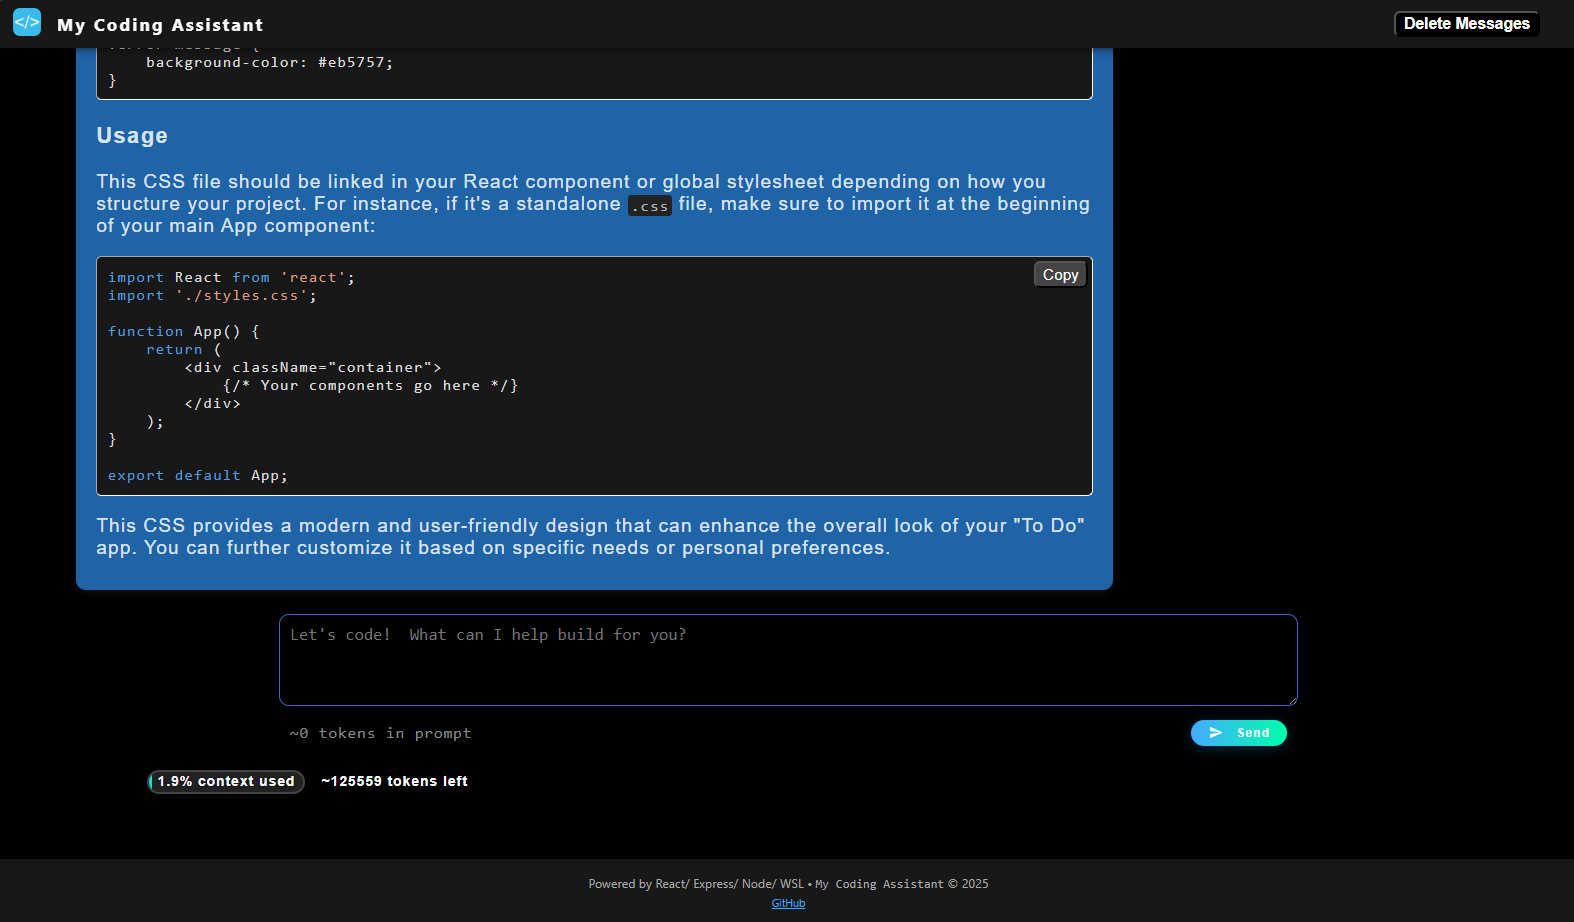 </> My Coding Assistant
Delete Messages
background-color: #eb5757;
}
Usage
This CSS file should be linked in your React component or global stylesheet depending on how you
structure your project. For instance, if it's a standalone .css file, make sure to import it at the beginning
of your main App component:
Copy
import React from 'react';
import './styles.css';
function App() {
return (
<div className="container">
{/* Your components go here */}
</div>
);
}
export default App;
This CSS provides a modern and user-friendly design that can enhance the overall look of your "To Do"
app. You can further customize it based on specific needs or personal preferences.
Let's code!  What can I help build for you?
~0 tokens in prompt
Send
1.9% context used
~125559 tokens left
Powered by React/ Express/ Node/ WSL • My Coding Assistant © 2025
GitHub